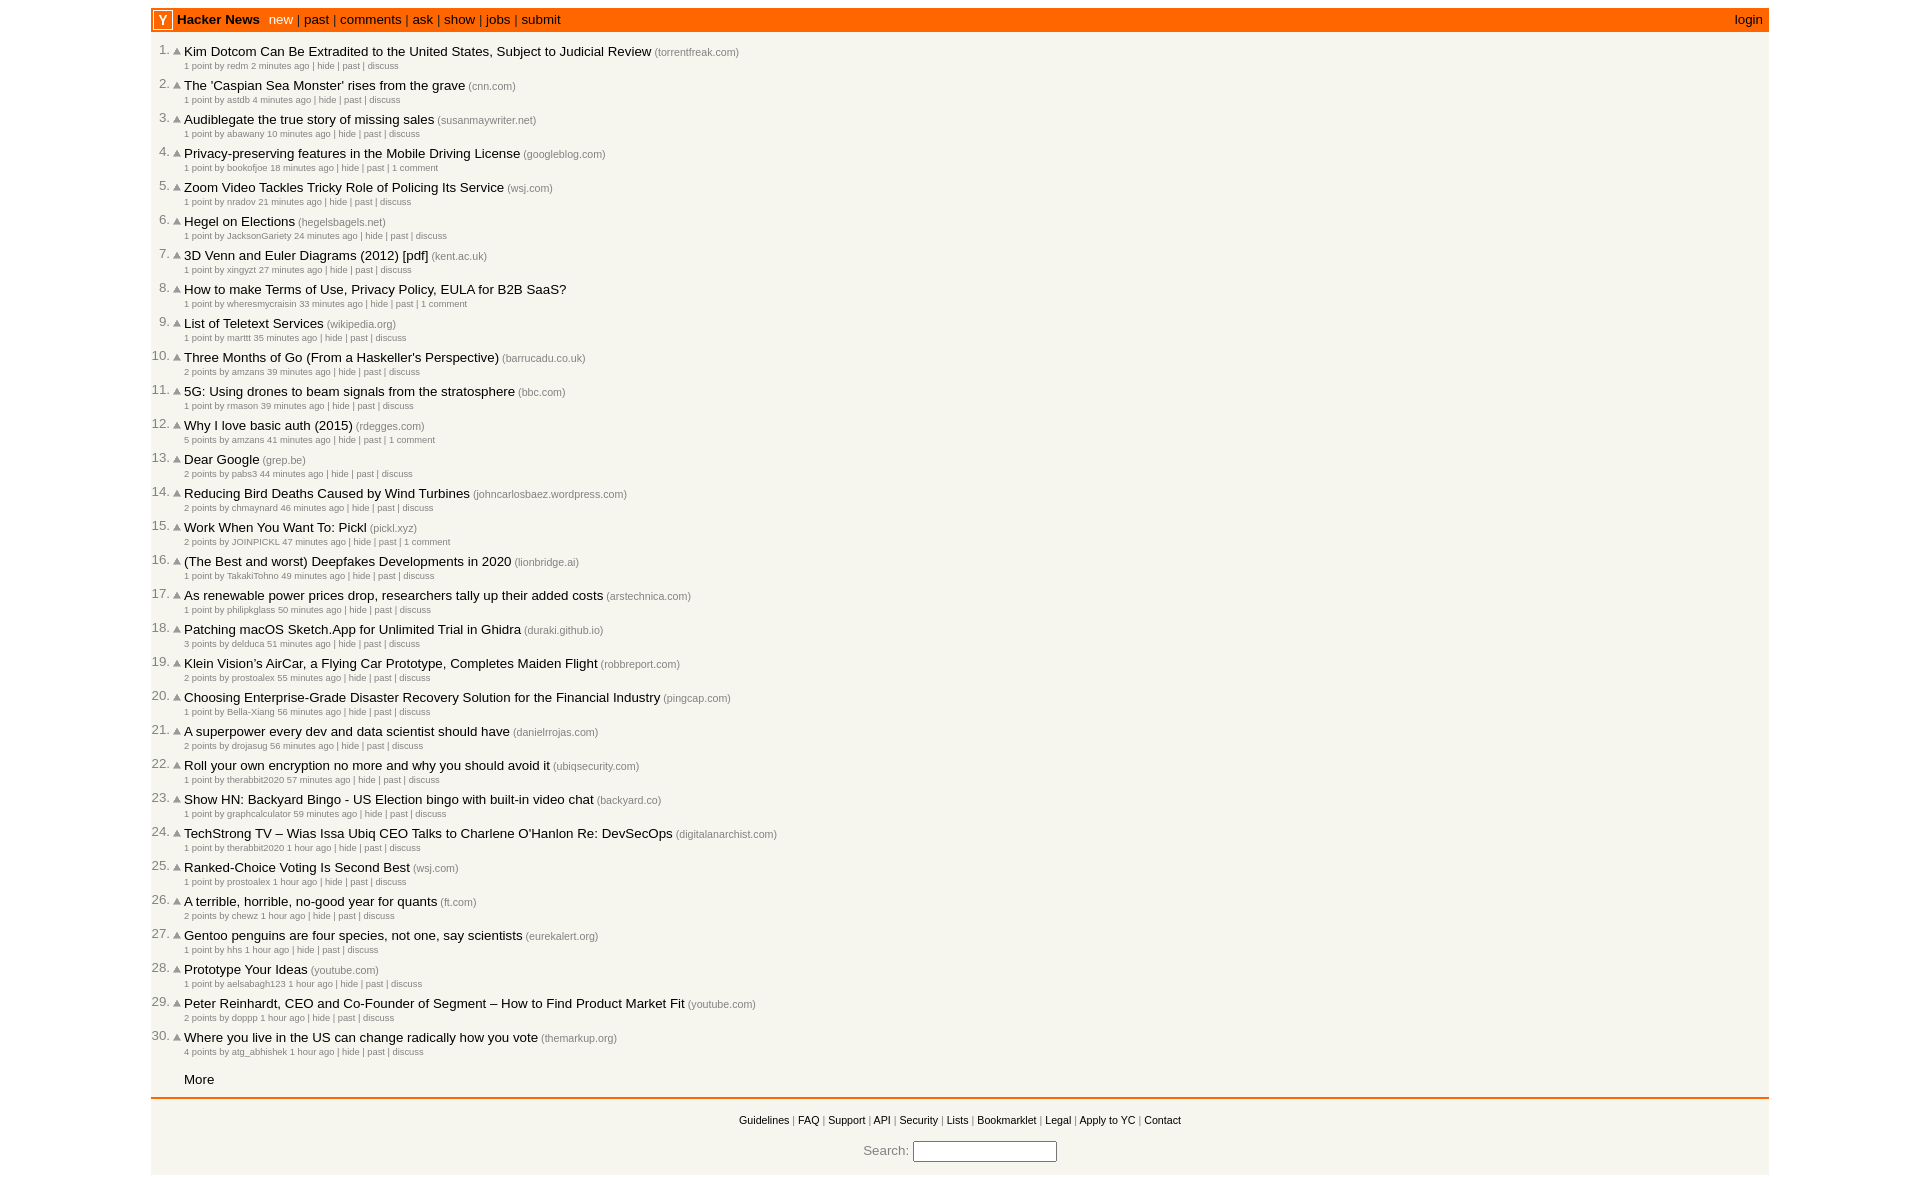 Y Hacker News new | past | comments | ask | show | jobs | submit login
1. Kim Dotcom Can Be Extradited to the United States, Subject to Judicial Review (torrentfreak.com)
1 point by redm 2 minutes ago | hide | past | discuss
2. The 'Caspian Sea Monster' rises from the grave (cnn.com)
1 point by astdb 4 minutes ago | hide | past | discuss
3. Audiblegate the true story of missing sales (susanmaywriter.net)
1 point by abawany 10 minutes ago | hide | past | discuss
4. Privacy-preserving features in the Mobile Driving License (googleblog.com)
1 point by bookofjoe 18 minutes ago | hide | past | 1 comment
5. Zoom Video Tackles Tricky Role of Policing Its Service (wsj.com)
1 point by nradov 21 minutes ago | hide | past | discuss
6. Hegel on Elections (hegelsbagels.net)
1 point by JacksonGariety 24 minutes ago | hide | past | discuss
7. 3D Venn and Euler Diagrams (2012) [pdf] (kent.ac.uk)
1 point by xingyzt 27 minutes ago | hide | past | discuss
8. How to make Terms of Use, Privacy Policy, EULA for B2B SaaS?
1 point by wheresmycraisin 33 minutes ago | hide | past | 1 comment
9. List of Teletext Services (wikipedia.org)
1 point by marttt 35 minutes ago | hide | past | discuss
10. Three Months of Go (From a Haskeller's Perspective) (barrucadu.co.uk)
2 points by amzans 39 minutes ago | hide | past | discuss
11. 5G: Using drones to beam signals from the stratosphere (bbc.com)
1 point by rmason 39 minutes ago | hide | past | discuss
12. Why I love basic auth (2015) (rdegges.com)
5 points by amzans 41 minutes ago | hide | past | 1 comment
13. Dear Google (grep.be)
2 points by pabs3 44 minutes ago | hide | past | discuss
14. Reducing Bird Deaths Caused by Wind Turbines (johncarlosbaez.wordpress.com)
2 points by chmaynard 46 minutes ago | hide | past | discuss
15. Work When You Want To: Pickl (pickl.xyz)
2 points by JOINPICKL 47 minutes ago | hide | past | 1 comment
16. (The Best and worst) Deepfakes Developments in 2020 (lionbridge.ai)
1 point by TakakiTohno 49 minutes ago | hide | past | discuss
17. As renewable power prices drop, researchers tally up their added costs (arstechnica.com)
1 point by philipkglass 50 minutes ago | hide | past | discuss
18. Patching macOS Sketch.App for Unlimited Trial in Ghidra (duraki.github.io)
3 points by delduca 51 minutes ago | hide | past | discuss
19. Klein Vision’s AirCar, a Flying Car Prototype, Completes Maiden Flight (robbreport.com)
2 points by prostoalex 55 minutes ago | hide | past | discuss
20. Choosing Enterprise-Grade Disaster Recovery Solution for the Financial Industry (pingcap.com)
1 point by Bella-Xiang 56 minutes ago | hide | past | discuss
21. A superpower every dev and data scientist should have (danielrrojas.com)
2 points by drojasug 56 minutes ago | hide | past | discuss
22. Roll your own encryption no more and why you should avoid it (ubiqsecurity.com)
1 point by therabbit2020 57 minutes ago | hide | past | discuss
23. Show HN: Backyard Bingo - US Election bingo with built-in video chat (backyard.co)
1 point by graphcalculator 59 minutes ago | hide | past | discuss
24. TechStrong TV – Wias Issa Ubiq CEO Talks to Charlene O'Hanlon Re: DevSecOps (digitalanarchist.com)
1 point by therabbit2020 1 hour ago | hide | past | discuss
25. Ranked-Choice Voting Is Second Best (wsj.com)
1 point by prostoalex 1 hour ago | hide | past | discuss
26. A terrible, horrible, no-good year for quants (ft.com)
2 points by chewz 1 hour ago | hide | past | discuss
27. Gentoo penguins are four species, not one, say scientists (eurekalert.org)
1 point by hhs 1 hour ago | hide | past | discuss
28. Prototype Your Ideas (youtube.com)
1 point by aelsabagh123 1 hour ago | hide | past | discuss
29. Peter Reinhardt, CEO and Co-Founder of Segment – How to Find Product Market Fit (youtube.com)
2 points by doppp 1 hour ago | hide | past | discuss
30. Where you live in the US can change radically how you vote (themarkup.org)
4 points by atg_abhishek 1 hour ago | hide | past | discuss
More
Guidelines | FAQ | Support | API | Security | Lists | Bookmarklet | Legal | Apply to YC | Contact
Search: